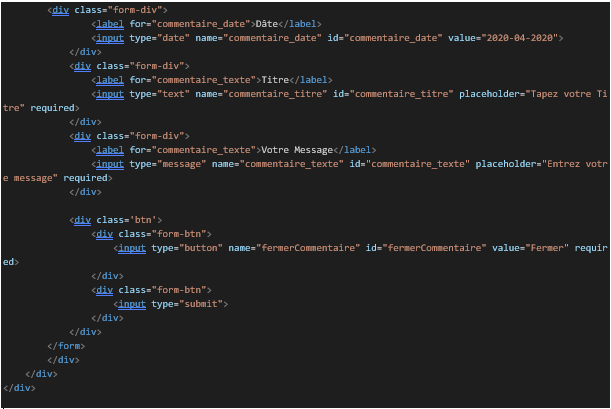 <div class="form-div">
<label for="commentaire_date">Dâte</label>
<input type="date" name="commentaire_date" id="commentaire_date" value="2020-04-2020">
</div>
<div class="form-div">
<label for="commentaire_texte">Titre</label>
<input type="text" name="commentaire_titre" id="commentaire_titre" placeholder="Tapez votre Ti
tre" required>
</div>
<div class="form-div">
<label for="commentaire_texte">Votre Message</label>
<input type="message" name="commentaire_texte" id="commentaire_texte" placeholder="Entrez votr
e message" required>
</div>
<div class='btn'>
<div class="form-btn">
<input type="button" name="fermerCommentaire" id="fermerCommentaire" value="Fermer" requir
ed>
</div>
<div class="form-btn">
<input type="submit">
</div>
</div>
</form>
</div>
</div>
</div>